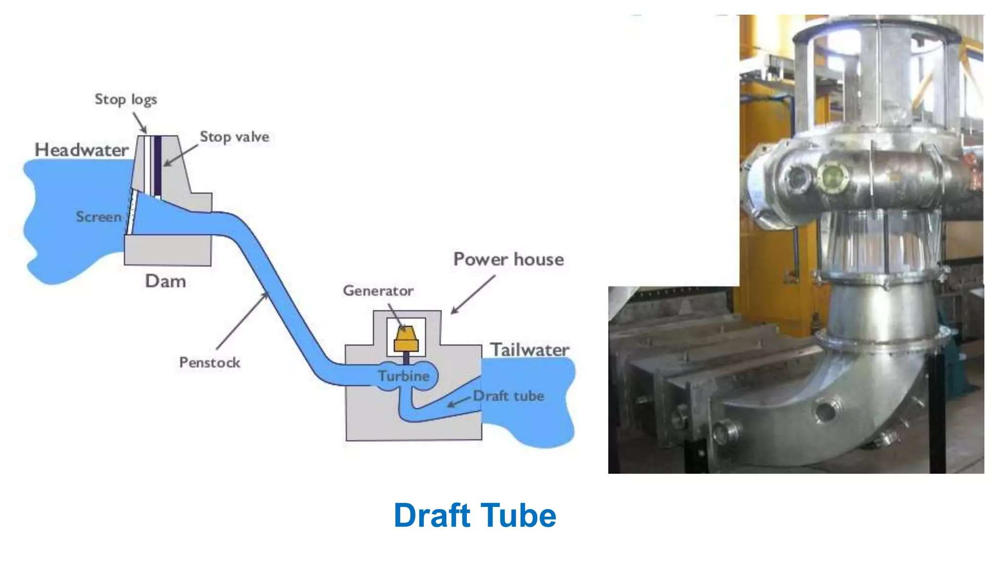 Stop logs
Stop valve
Headwater
Screen
Dam
Power house
Generator
Penstock
Tailwater
Turbine
Draft tube
Draft Tube